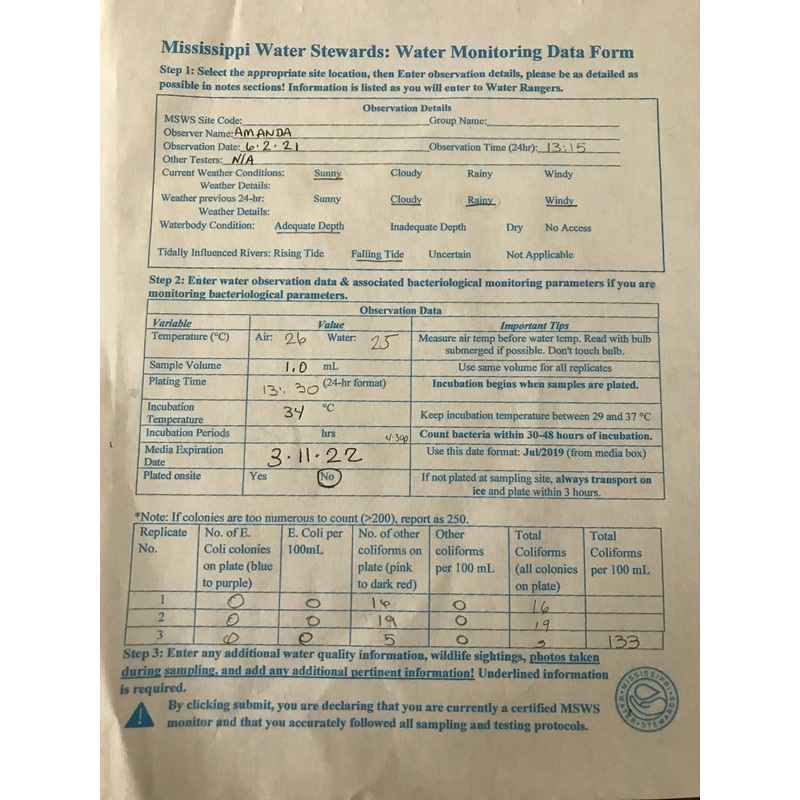 Mississippi Water Stewards: Water Monitoring Data Form
Step 1: Select the appropriate site location, then Enter observation details, please be as detailed as
possible in notes sections! Information is listed as you will enter to Water Rangers.
Observation Details
MSWS Site Code: Group Name:
Observer Name: AMANDA
Observation Date: 6.2.21 Observation Time (24hr): 13:15
Other Testers: N/A
Current Weather Conditions: Sunny Cloudy Rainy Windy
Weather Details:
Weather previous 24-hr: Sunny Cloudy Rainy Windy
Weather Details:
Waterbody Condition: Adequate Depth Inadequate Depth Dry No Access
Tidally Influenced Rivers: Rising Tide Falling Tide Uncertain Not Applicable
Step 2: Enter water observation data & associated bacteriological monitoring parameters if you are
monitoring bacteriological parameters.
Observation Data
Variable Value Important Tips
Temperature (°C) Air: 26 Water: 25 Measure air temp before water temp. Read with bulb
submerged if possible. Don't touch bulb.
Sample Volume 1.0 mL Use same volume for all replicates
Plating Time 13:30 (24-hr format) Incubation begins when samples are plated.
Incubation
Temperature 34 °C Keep incubation temperature between 29 and 37 °C
Incubation Periods hrs Count bacteria within 30-48 hours of incubation.
Media Expiration
Date 3.11.22 Use this date format: Jul/2019 (from media box)
Plated onsite Yes No If not plated at sampling site, always transport on
ice and plate within 3 hours.
*Note: If colonies are too numerous to count (>200), report as 250.
Replicate No. of E. E. Coli per No. of other Other Total Total
No. Coli colonies 100mL coliforms on coliforms Coliforms Coliforms
on plate (blue plate (pink per 100 mL (all colonies per 100 mL
to purple) to dark red) on plate)
1 0 0 16 0 16
2 0 0 19 0 19
3 0 0 5 0 133
Step 3: Enter any additional water quality information, wildlife sightings, photos taken
during sampling, and add any additional pertinent information! Underlined information
is required.
By clicking submit, you are declaring that you are currently a certified MSWS
monitor and that you accurately followed all sampling and testing protocols.
MISSISSIPPI WATER STEWARDS